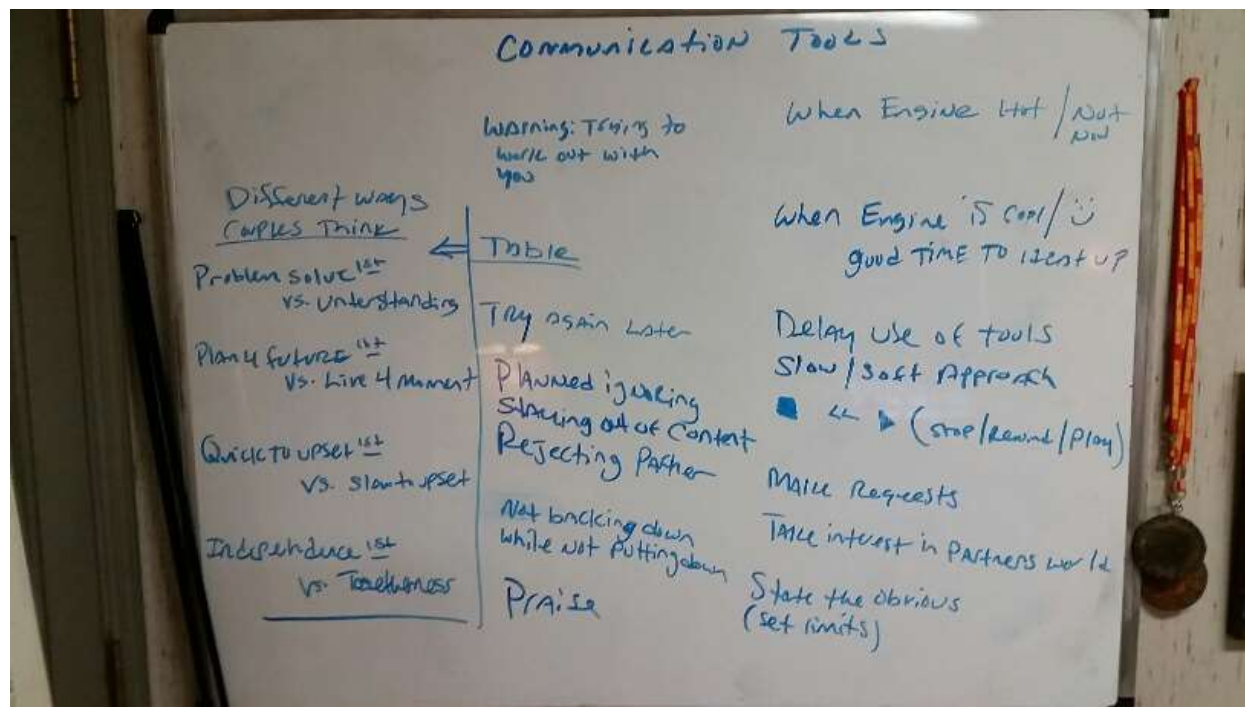 Communication Tools
Different ways
Couples Think
Problem solve 1st
vs. Understanding
Plan 4 future 1st
vs. Live 4 moment
Quick to upset 1st
vs. Slow to upset
Independence 1st
vs. Togetherness
Warning: Trying to
work out with
you
⇐ Table
Try again Later
Planned ignoring
Staying out of Content
Rejecting Partner
Not backing down
while not putting down
Praise
When Engine Hot / Not
Now
When Engine is Cool / :)
good TIME TO Heat up
Delay use of tools
Slow / Soft Approach
■ << ▶ (Stop / Rewind / Play)
Make Requests
Take interest in Partners world
State the obvious
(set limits)